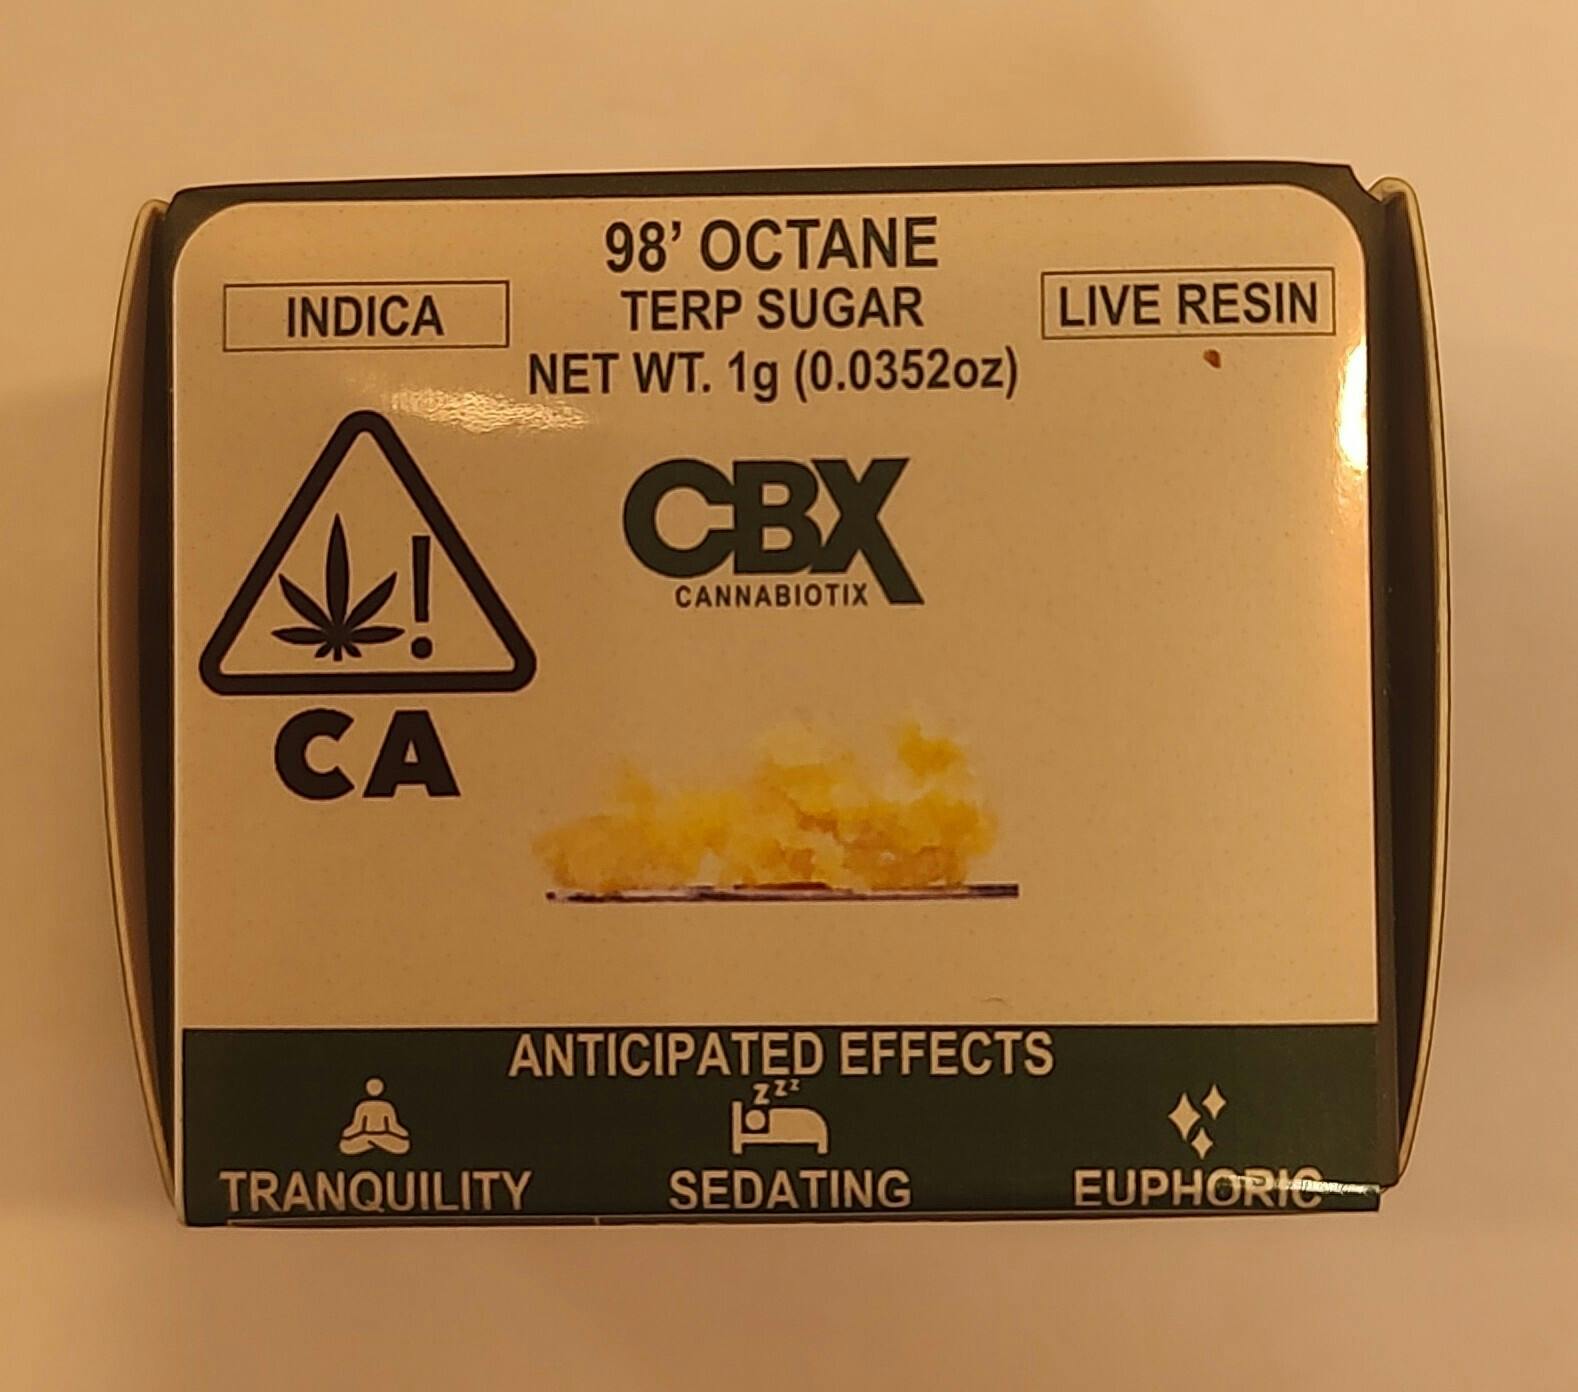 98’ OCTANE
INDICA
TERP SUGAR
LIVE RESIN
NET WT. 1g (0.0352oz)
!
CBX
CANNABIOTIX
CA
ANTICIPATED EFFECTS
zzz
TRANQUILITY
SEDATING
EUPHORIC